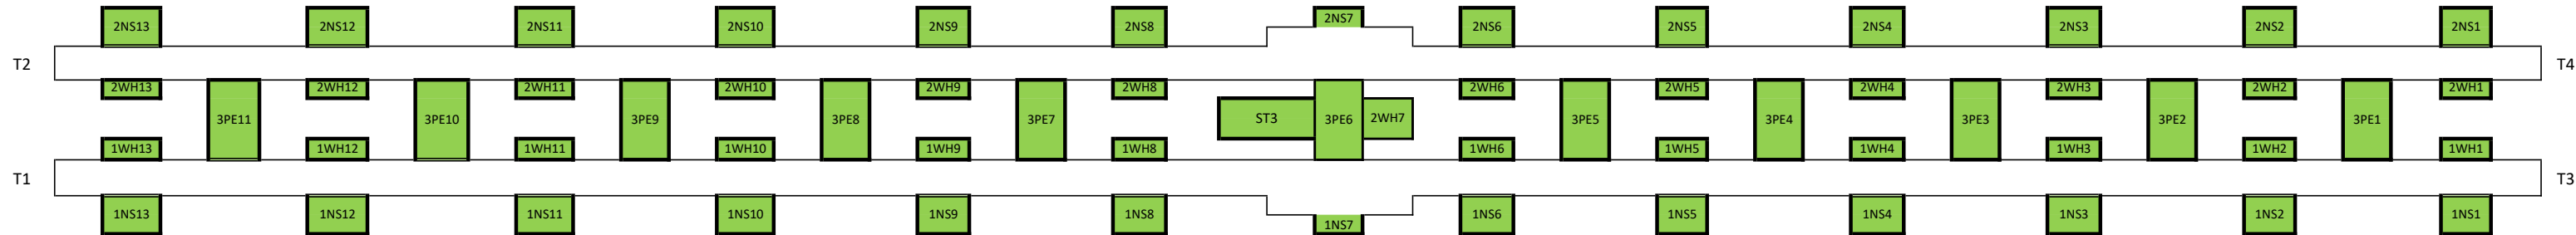 2NS13 2NS12 2NS11 2NS10 2NS9 2NS8 2NS7 2NS6 2NS5 2NS4 2NS3 2NS2 2NS1
T2 T4
2WH13 2WH12 2WH11 2WH10 2WH9 2WH8 2WH6 2WH5 2WH4 2WH3 2WH2 2WH1
3PE11 3PE10 3PE9 3PE8 3PE7 ST3 3PE6 2WH7 3PE5 3PE4 3PE3 3PE2 3PE1
1WH13 1WH12 1WH11 1WH10 1WH9 1WH8 1WH6 1WH5 1WH4 1WH3 1WH2 1WH1
T1 T3
1NS13 1NS12 1NS11 1NS10 1NS9 1NS8 1NS7 1NS6 1NS5 1NS4 1NS3 1NS2 1NS1